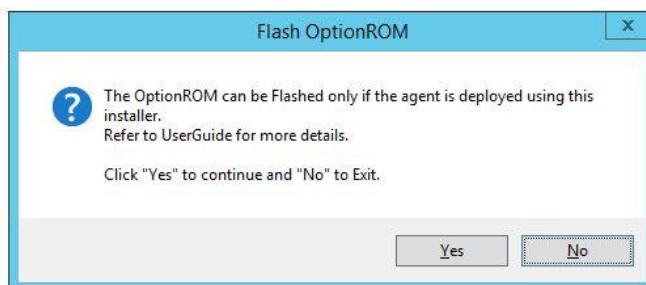 Flash OptionROM
x
?
The OptionROM can be Flashed only if the agent is deployed using this
installer.
Refer to UserGuide for more details.
Click "Yes" to continue and "No" to Exit.
Yes
No